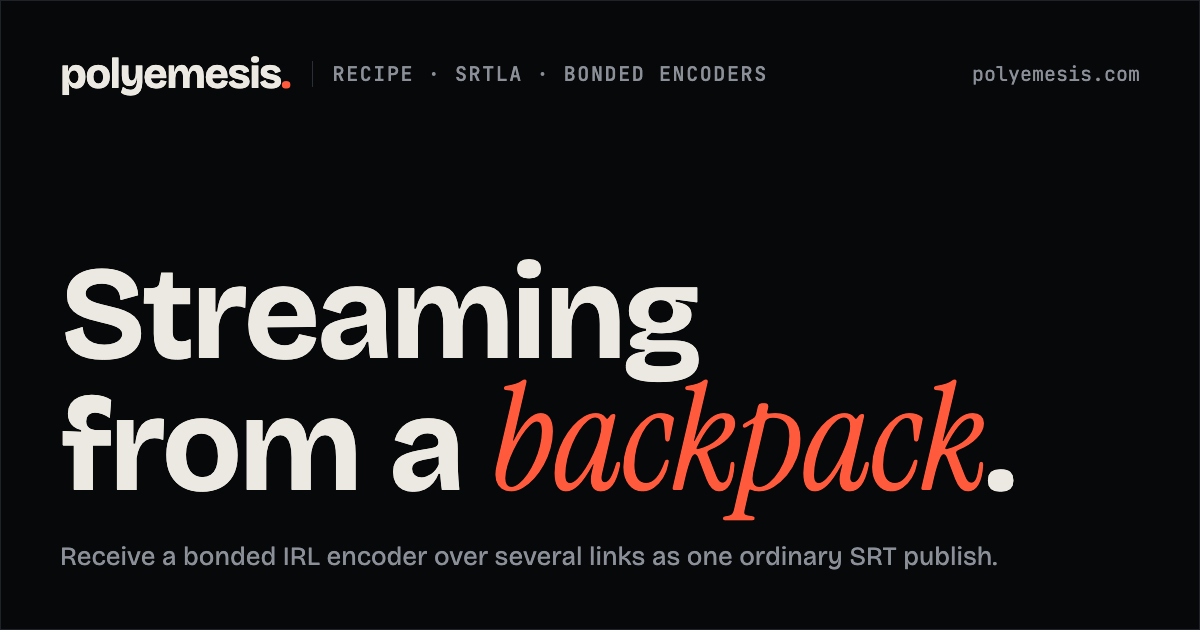 polyemesis. RECIPE · SRTLA · BONDED ENCODERS polyemesis.com
Streaming
from a backpack.
Receive a bonded IRL encoder over several links as one ordinary SRT publish.